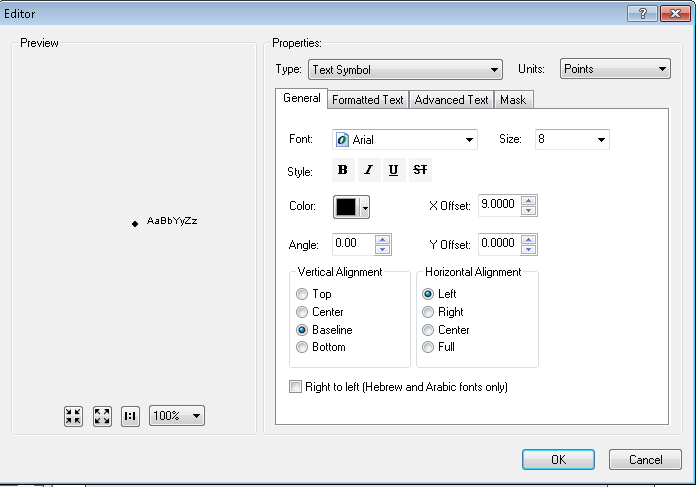 Editor
Preview
AaBbYyZz
1:1
100%
Properties:
Type: Text Symbol Units: Points
General Formatted Text Advanced Text Mask
Font: Arial Size: 8
Style: B I U ST
Color: X Offset: 9.0000
Angle: 0.00 Y Offset: 0.0000
Vertical Alignment
Top
Center
Baseline
Bottom
Horizontal Alignment
Left
Right
Center
Full
Right to left (Hebrew and Arabic fonts only)
OK Cancel